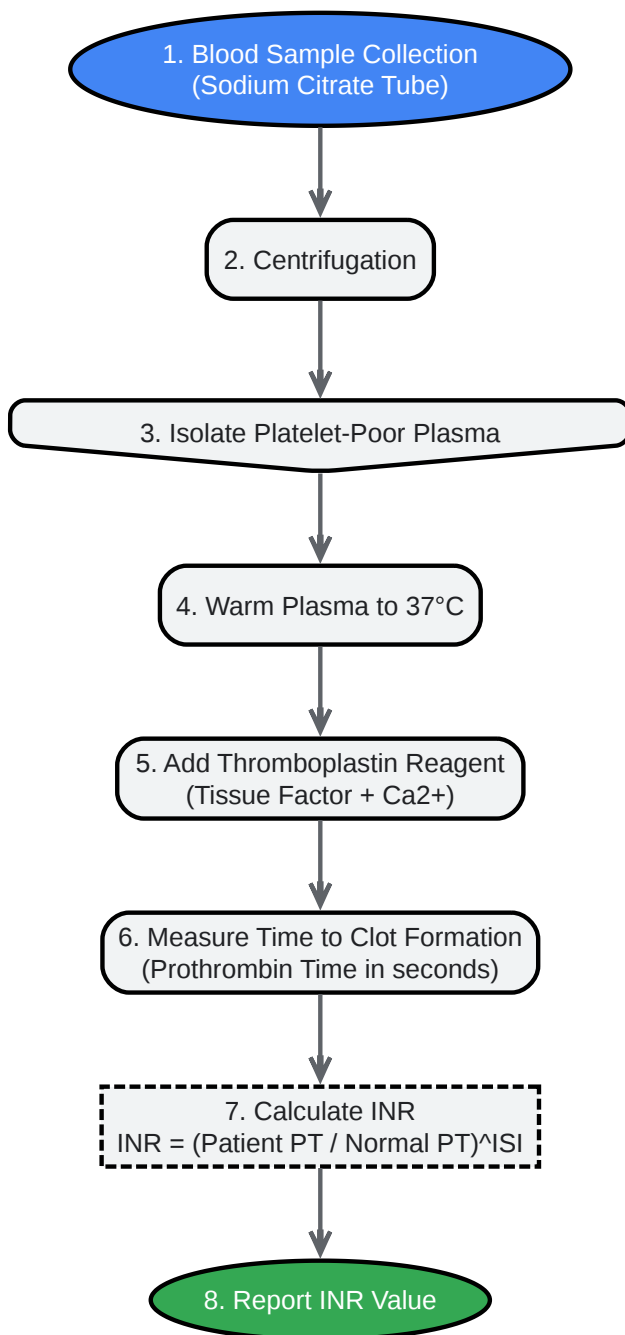 1. Blood Sample Collection
(Sodium Citrate Tube)
2. Centrifugation
3. Isolate Platelet-Poor Plasma
4. Warm Plasma to 37°C
5. Add Thromboplastin Reagent
(Tissue Factor + Ca2+)
6. Measure Time to Clot Formation
(Prothrombin Time in seconds)
7. Calculate INR
INR = (Patient PT / Normal PT)^ISI
8. Report INR Value